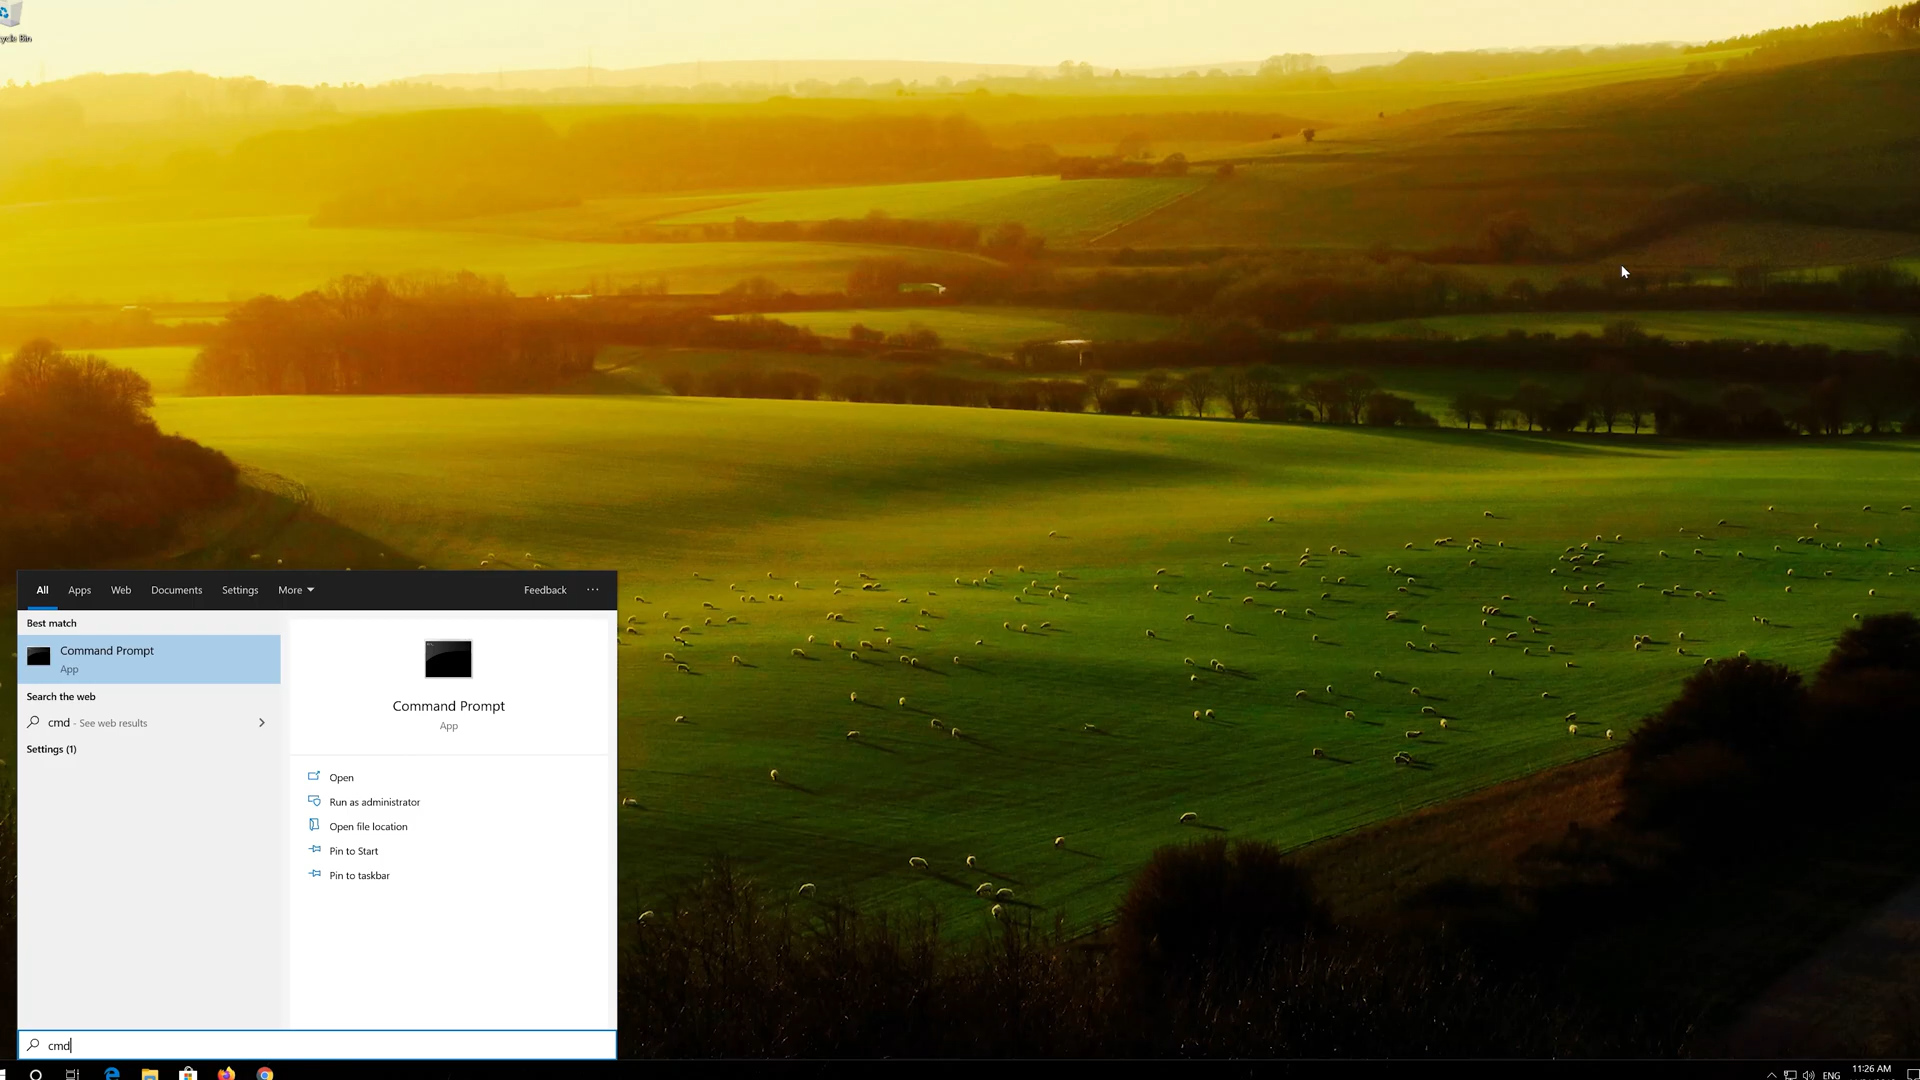 ycle Bin
All Apps Web Documents Settings More Feedback ...
Best match
Command Prompt
App
Search the web
cmd - See web results
Settings (1)
Command Prompt
App
Open
Run as administrator
Open file location
Pin to Start
Pin to taskbar
cmd
ENG
11:26 AM